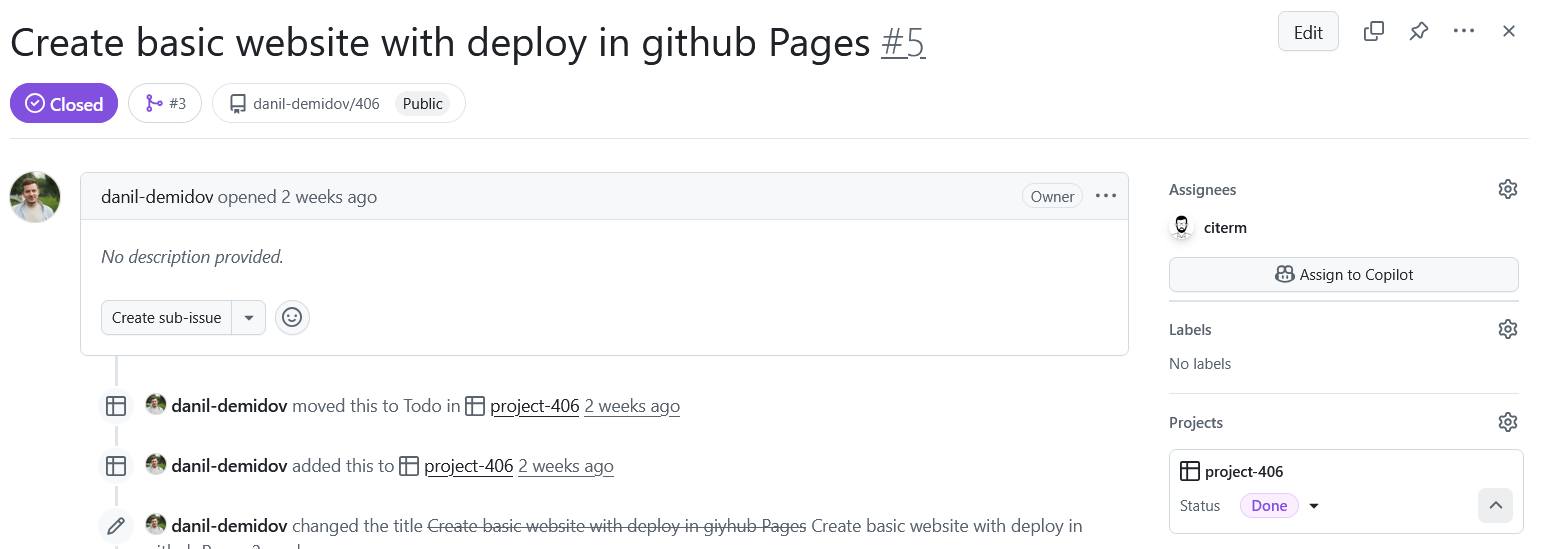 Create basic website with deploy in github Pages #5
Edit
Closed
#3
danil-demidov/406
Public
danil-demidov opened 2 weeks ago
Owner
No description provided.
Create sub-issue
danil-demidov moved this to Todo in project-406 2 weeks ago
danil-demidov added this to project-406 2 weeks ago
danil-demidov changed the title Create basic website with deploy in giyhub Pages Create basic website with deploy in
Assignees
citerm
Assign to Copilot
Labels
No labels
Projects
project-406
Status Done